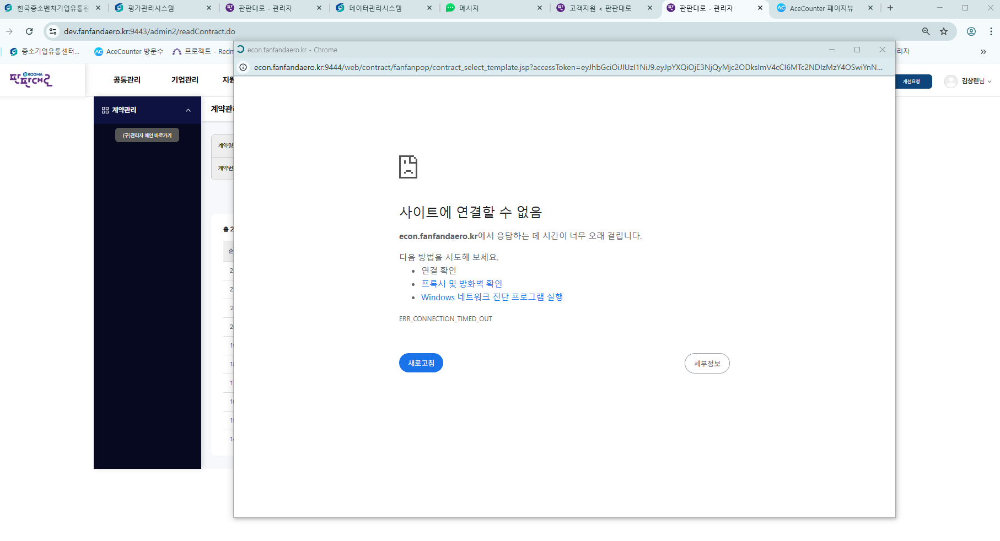 한국중소벤처기업유통원
평가관리시스템
판판대로 - 관리자
데이터관리시스템
메시지
고객지원 < 판판대로
판판대로 - 관리자
AceCounter 페이지뷰
dev.fanfandaero.kr:9443/admin2/readContract.do
중소기업유통센터...
AceCounter 방문수
프로젝트 - Redm
리자
econ.fanfandaero.kr - Chrome
econ.fanfandaero.kr:9444/web/contract/fanfanpop/contract_select_template.jsp?accessToken=eyJhbGciOiJIUzI1NiJ9.eyJpYXQiOjE3NjQyMjc2ODksImV4cCI6MTc2NDIzMzY4OSwiYnN...
KODMA
판판대로
공통관리
기업관리
지원
개선요청
김상린님
계약관리
(구)관리자 메인 바로가기
계약관리
계약명
계약번
총 2
순
사이트에 연결할 수 없음
econ.fanfandaero.kr에서 응답하는 데 시간이 너무 오래 걸립니다.
다음 방법을 시도해 보세요.
연결 확인
프록시 및 방화벽 확인
Windows 네트워크 진단 프로그램 실행
ERR_CONNECTION_TIMED_OUT
새로고침
세부정보